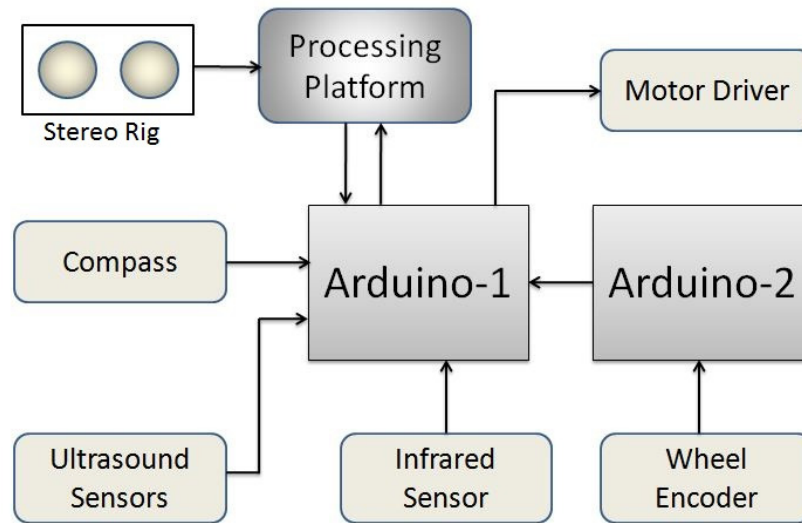 Processing
Platform
Stereo Rig
Motor Driver
Compass
Arduino-1
Arduino-2
Ultrasound
Sensors
Infrared
Sensor
Wheel
Encoder